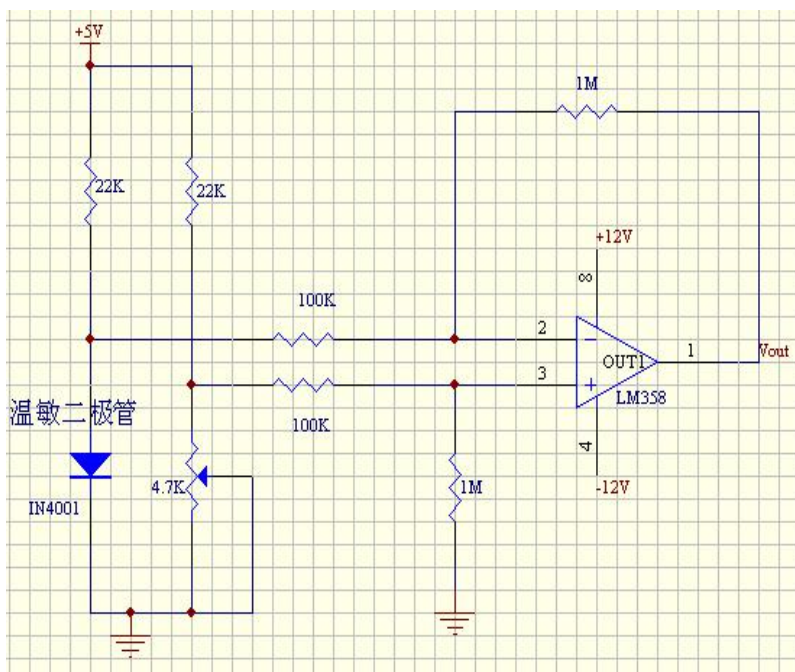 +5V
1M
22K
22K
+12V
8
100K
2
1
Vout
OUT1
3
LM358
温敏二极管
100K
4
4.7K
1M
-12V
IN4001